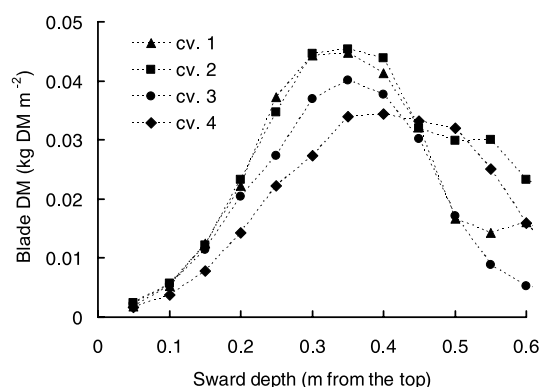 0.05
0.04
0.03
0.02
0.01
0
Blade DM (kg DM m⁻²)
cv. 1
cv. 2
cv. 3
cv. 4
0 0.1 0.2 0.3 0.4 0.5 0.6
Sward depth (m from the top)